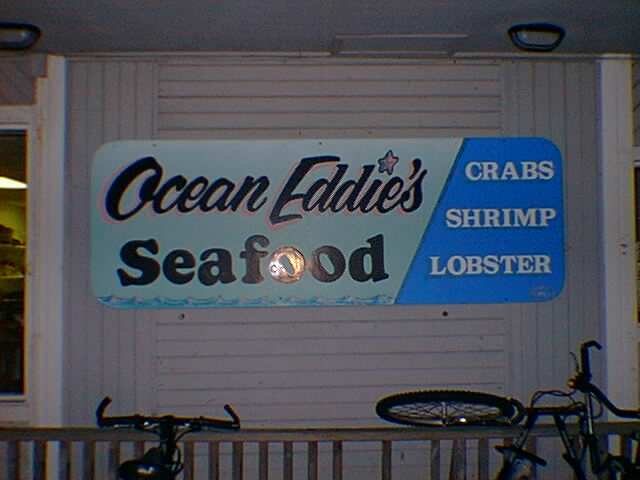 Ocean Eddie's
Seafood
CRABS
SHRIMP
LOBSTER